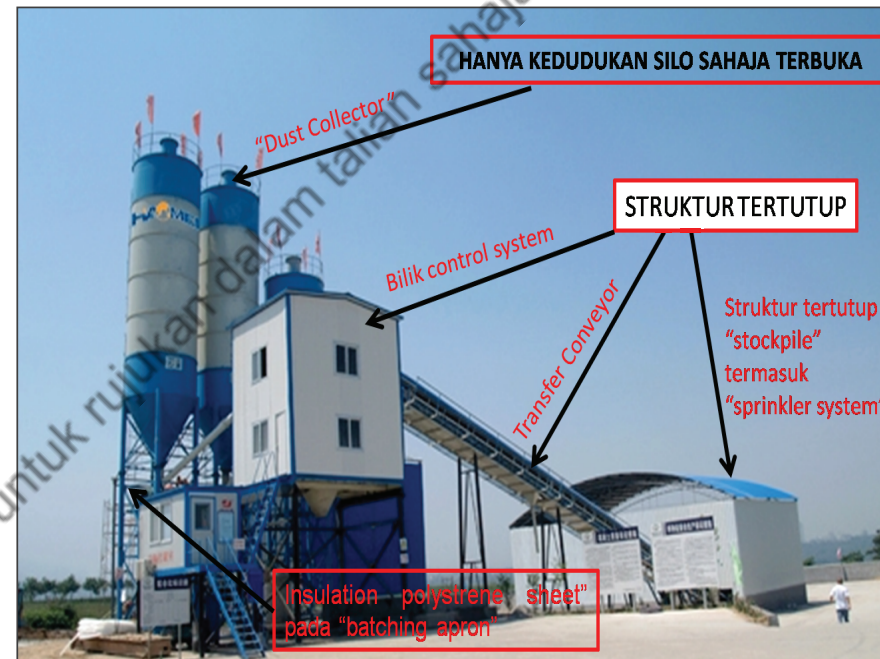 HANYA KEDUDUKAN SILO SAHAJA TERBUKA
"Dust Collector"
STRUKTUR TERTUTUP
Bilik control system
Transfer Conveyor
Struktur tertutup
"stockpile"
termasuk
"sprinkler system"
Insulation polystrene sheet"
pada "batching apron"
untuk rujukan dalam talian sahaja